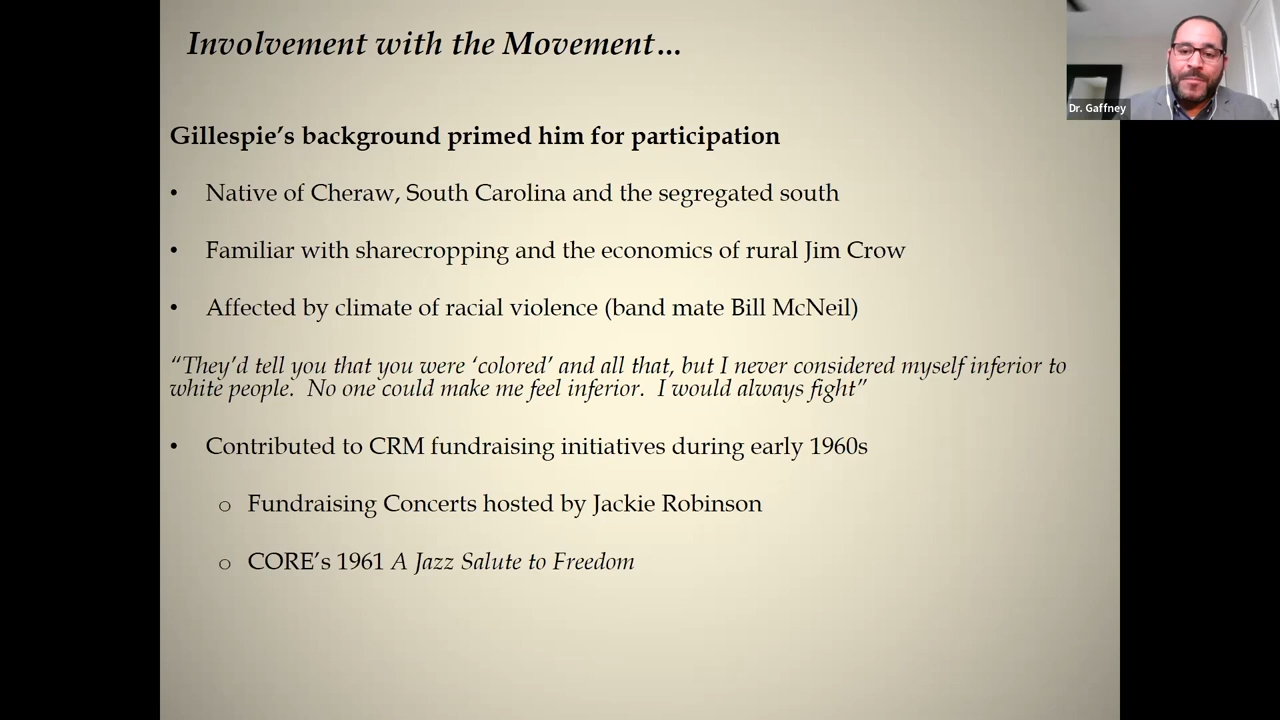 Involvement with the Movement…
Dr. Gaffney
Gillespie’s background primed him for participation
• Native of Cheraw, South Carolina and the segregated south
• Familiar with sharecropping and the economics of rural Jim Crow
• Affected by climate of racial violence (band mate Bill McNeil)
“They’d tell you that you were ‘colored’ and all that, but I never considered myself inferior to
white people.  No one could make me feel inferior.  I would always fight”
• Contributed to CRM fundraising initiatives during early 1960s
o Fundraising Concerts hosted by Jackie Robinson
o CORE’s 1961 A Jazz Salute to Freedom